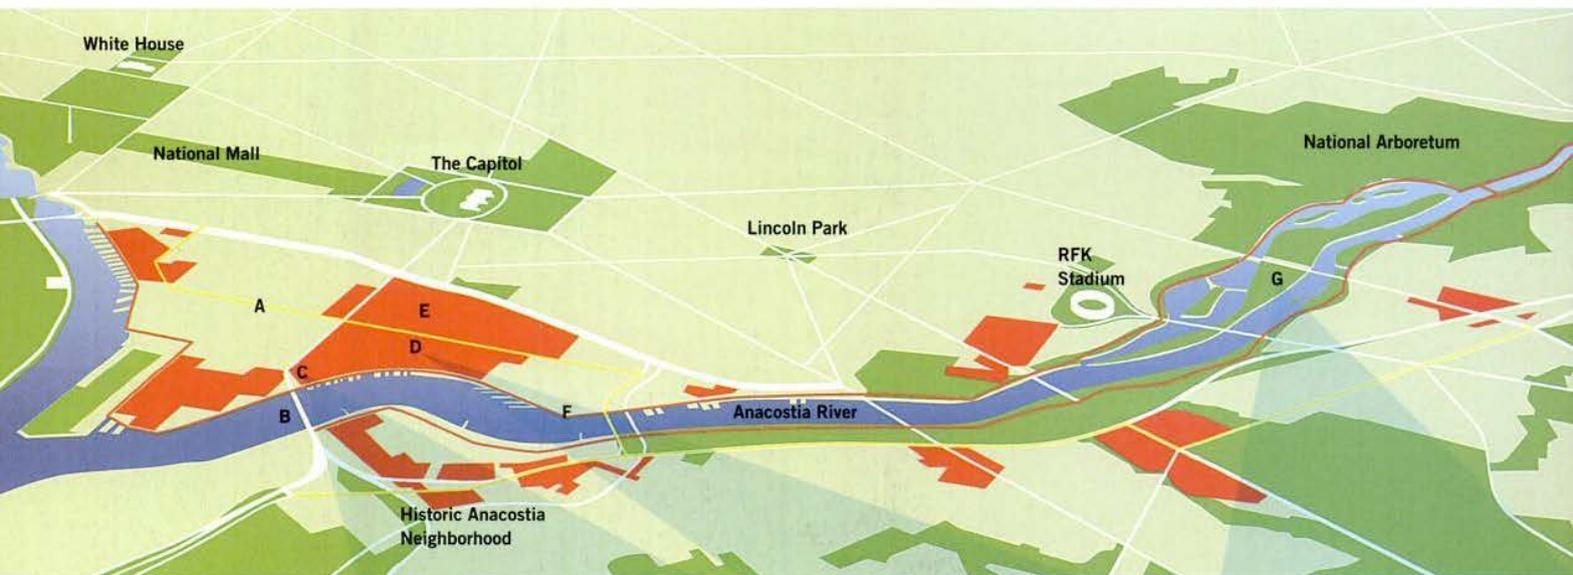 White House
National Mall
The Capitol
National Arboretum
Lincoln Park
RFK
Stadium
A
E
D
C
B
F
G
Anacostia River
Historic Anacostia
Neighborhood